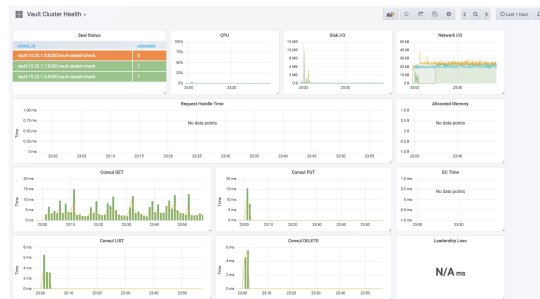 Vault Cluster Health
Last 1 hour
Seal Status
check_id unsealed
vault:10.20.1.8:8200:vault-sealed-check 0
vault:10.20.1.7:8200:vault-sealed-check 1
vault:10.20.1.6:8200:vault-sealed-check 1
CPU
100%
75%
50%
25%
0%
23:00 23:30
Disk I/O
15 MB
13 MB
10 MB
8 MB
5 MB
3 MB
0 B
23:00 23:30
Network I/O
50 kB
40 kB
30 kB
20 kB
10 kB
0 B
23:00 23:30
Request Handle Time
Time
1.00 ms
0.75 ms
0.50 ms
0.25 ms
0 ms
No data points
23:00 23:05 23:10 23:15 23:20 23:25 23:30 23:35 23:40 23:45 23:50 23:55
Allocated Memory
1.0 B
0.5 B
0 B
-0.5 B
-1.0 B
No data points
23:00 23:30
Consul GET
Time
20 ms
15 ms
10 ms
5 ms
0 ms
23:00 23:10 23:20 23:30 23:40 23:50
Consul PUT
Time
20 ms
15 ms
10 ms
5 ms
0 ms
23:00 23:10 23:20 23:30 23:40 23:50
GC Time
1.0 ms
0.5 ms
0 ms
-0.5 ms
-1.0 ms
No data points
23:00 23:30
Consul LIST
Time
6 ms
4 ms
2 ms
0 ms
23:00 23:10 23:20 23:30 23:40 23:50
Consul DELETE
Time
6 ms
4 ms
2 ms
0 ms
23:00 23:10 23:20 23:30 23:40 23:50
Leadership Loss
N/A ms